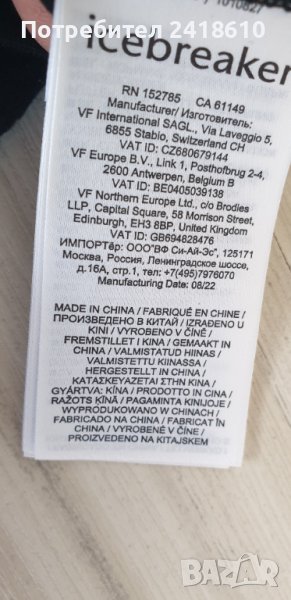 Потребител 2418610
icebreaker
RN 152785 CA 61149
Manufacturer/ Изготовитель:
VF International SAGL., Via Laveggio 5,
6855 Stabio, Switzerland CH
VAT ID: CZ680679144
VF Europe B.V., Link 1, Posthofbrug 2-4,
2600 Antwerpen, Belgium B
VAT ID: BE0405039138
VF Northern Europe Ltd., c/o Brodies
LLP, Capital Square, 58 Morrison Street,
Edinburgh, EH3 8BP, United Kingdom
VAT ID: GB694828476
ИМПОРТёр: ООО"ВФ Си-Ай-Эс", 125171
Москва, Россия, Ленинградское шоссе,
д.16А, стр.1, тел: +7(495)7976070
Manufacturing Date: 08/22
MADE IN CHINA / FABRIQUÉ EN CHINE /
ПРОИЗВЕДЕНО В КИТАЙ / IZRAĐENO U
KINI / VYROBENO V ČÍNĚ /
FREMSTILLET I KINA / GEMAAKT IN
CHINA / VALMISTATUD HIINAS /
VALMISTETTU KIINASSA /
HERGESTELLT IN CHINA /
ΚΑΤΑΣΚΕΥΑΖΕΤΑΙ ΣΤΗΝ ΚΙΝΑ /
GYÁRTVA: KÍNA / PRODOTTO IN CINA /
RAŽOTS ĶĪNĀ / PAGAMINTA KINIJOJE /
WYPRODUKOWANO W CHINACH /
FABRICADO NA CHINA / FABRICAT ÎN
CHINA / VYROBENÉ V ČÍNE /
PROIZVEDENO NA KITAJSKEM
BAZAR